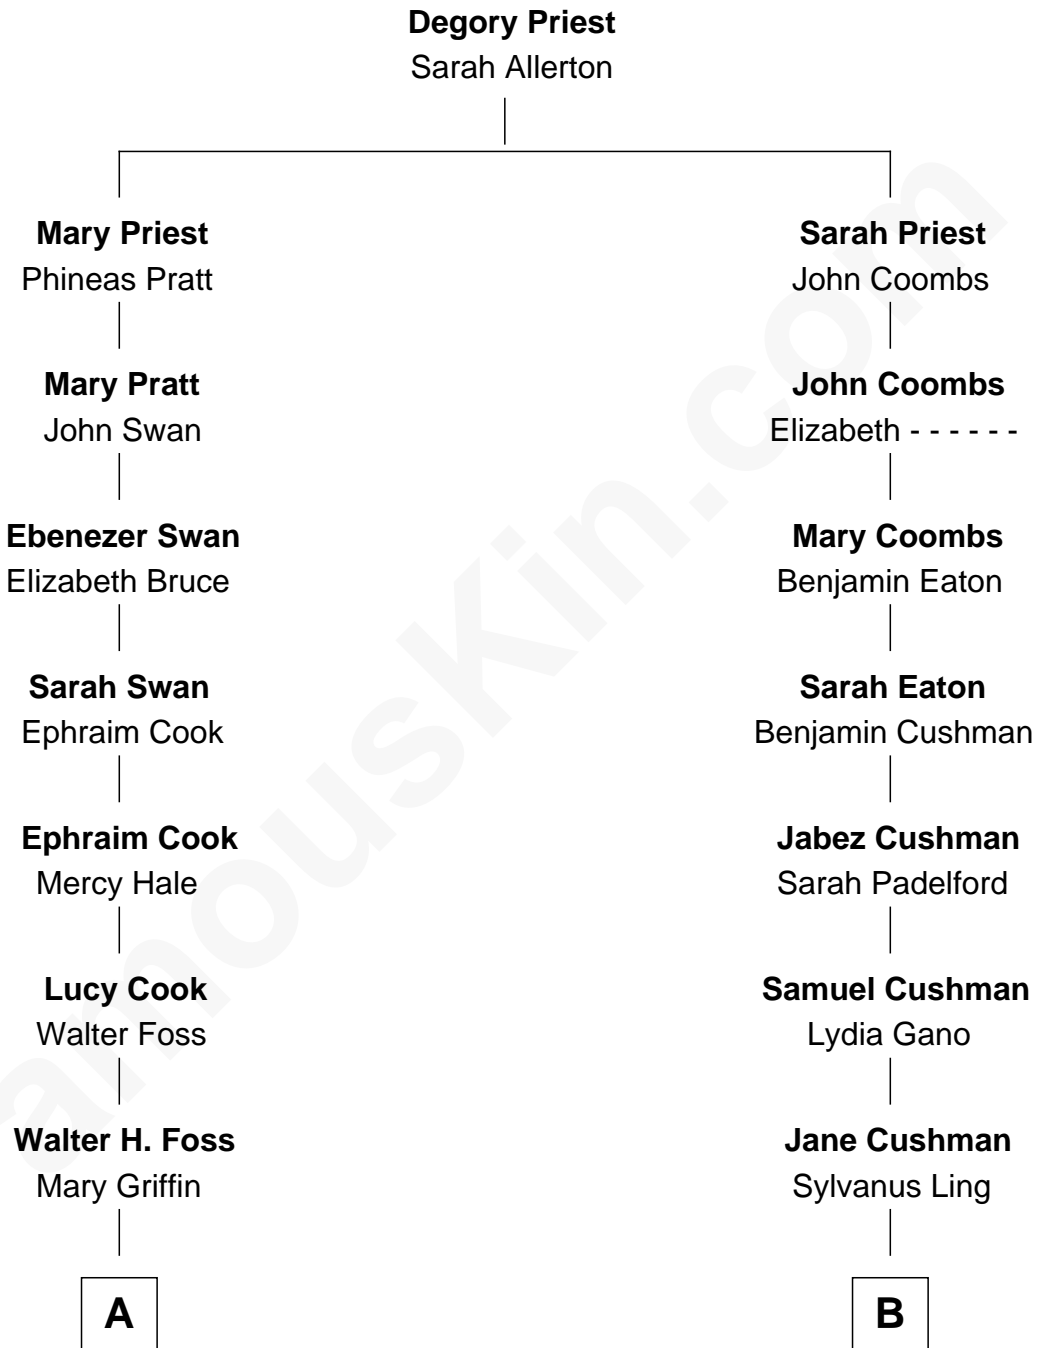 Degory Priest
Sarah Allerton
Mary Priest
Phineas Pratt
Sarah Priest
John Coombs
Mary Pratt
John Swan
John Coombs
Elizabeth - - - - - -
Ebenezer Swan
Elizabeth Bruce
Mary Coombs
Benjamin Eaton
Sarah Swan
Ephraim Cook
Sarah Eaton
Benjamin Cushman
Ephraim Cook
Mercy Hale
Jabez Cushman
Sarah Padelford
Lucy Cook
Walter Foss
Samuel Cushman
Lydia Gano
Walter H. Foss
Mary Griffin
Jane Cushman
Sylvanus Ling
A
B
amouskin.com